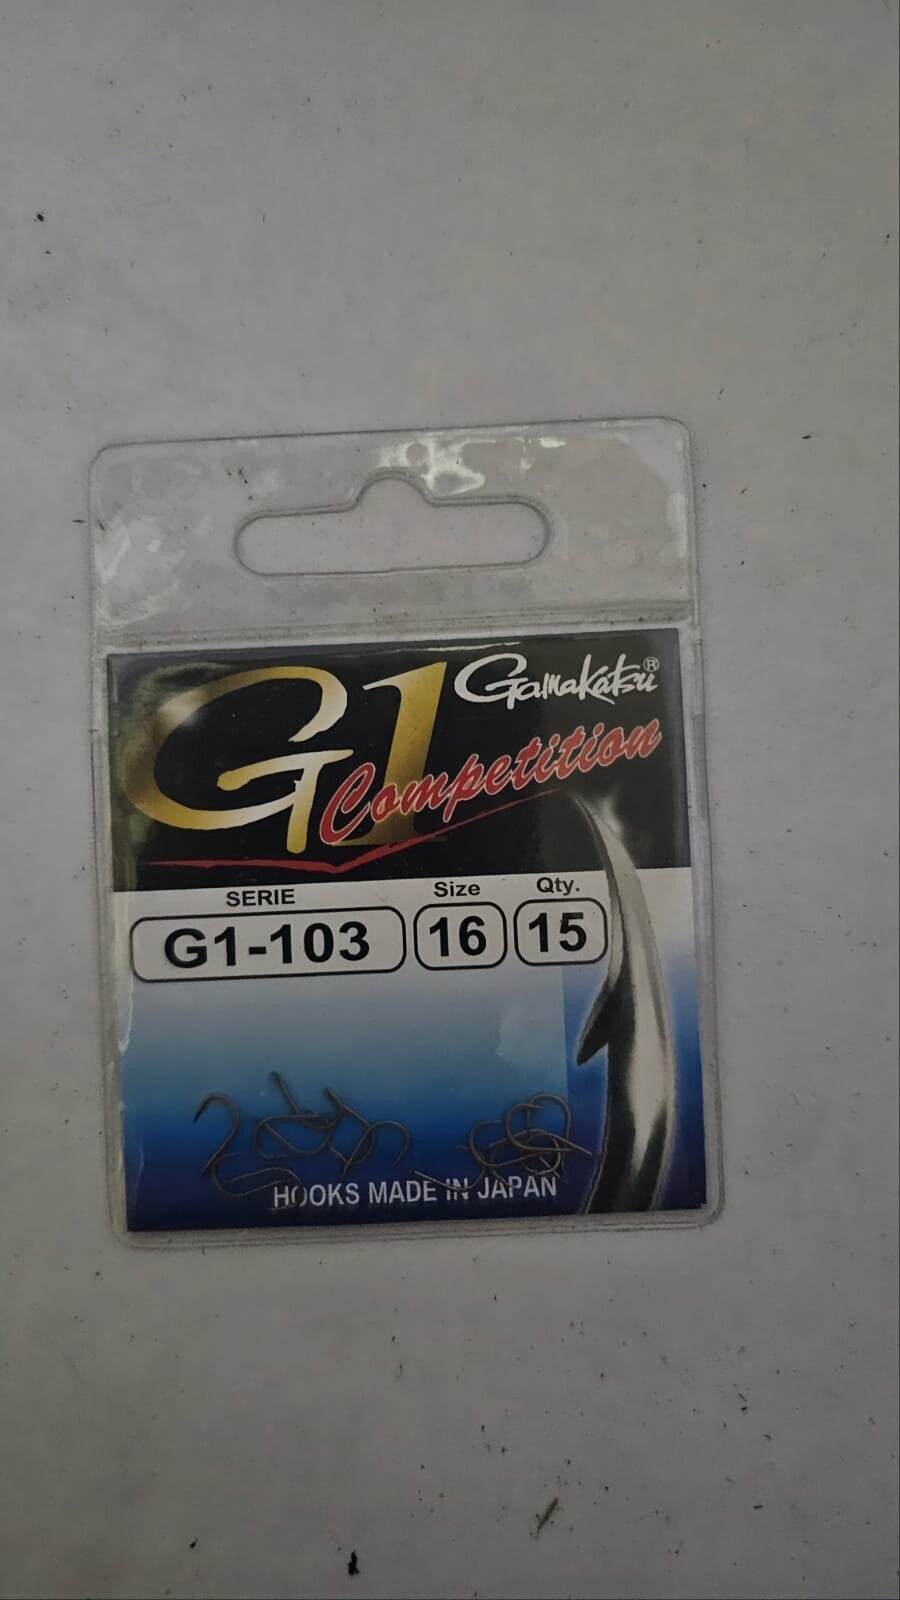 G1
Gamakatsu®
Competition
SERIE Size Qty.
G1-103 16 15
HOOKS MADE IN JAPAN